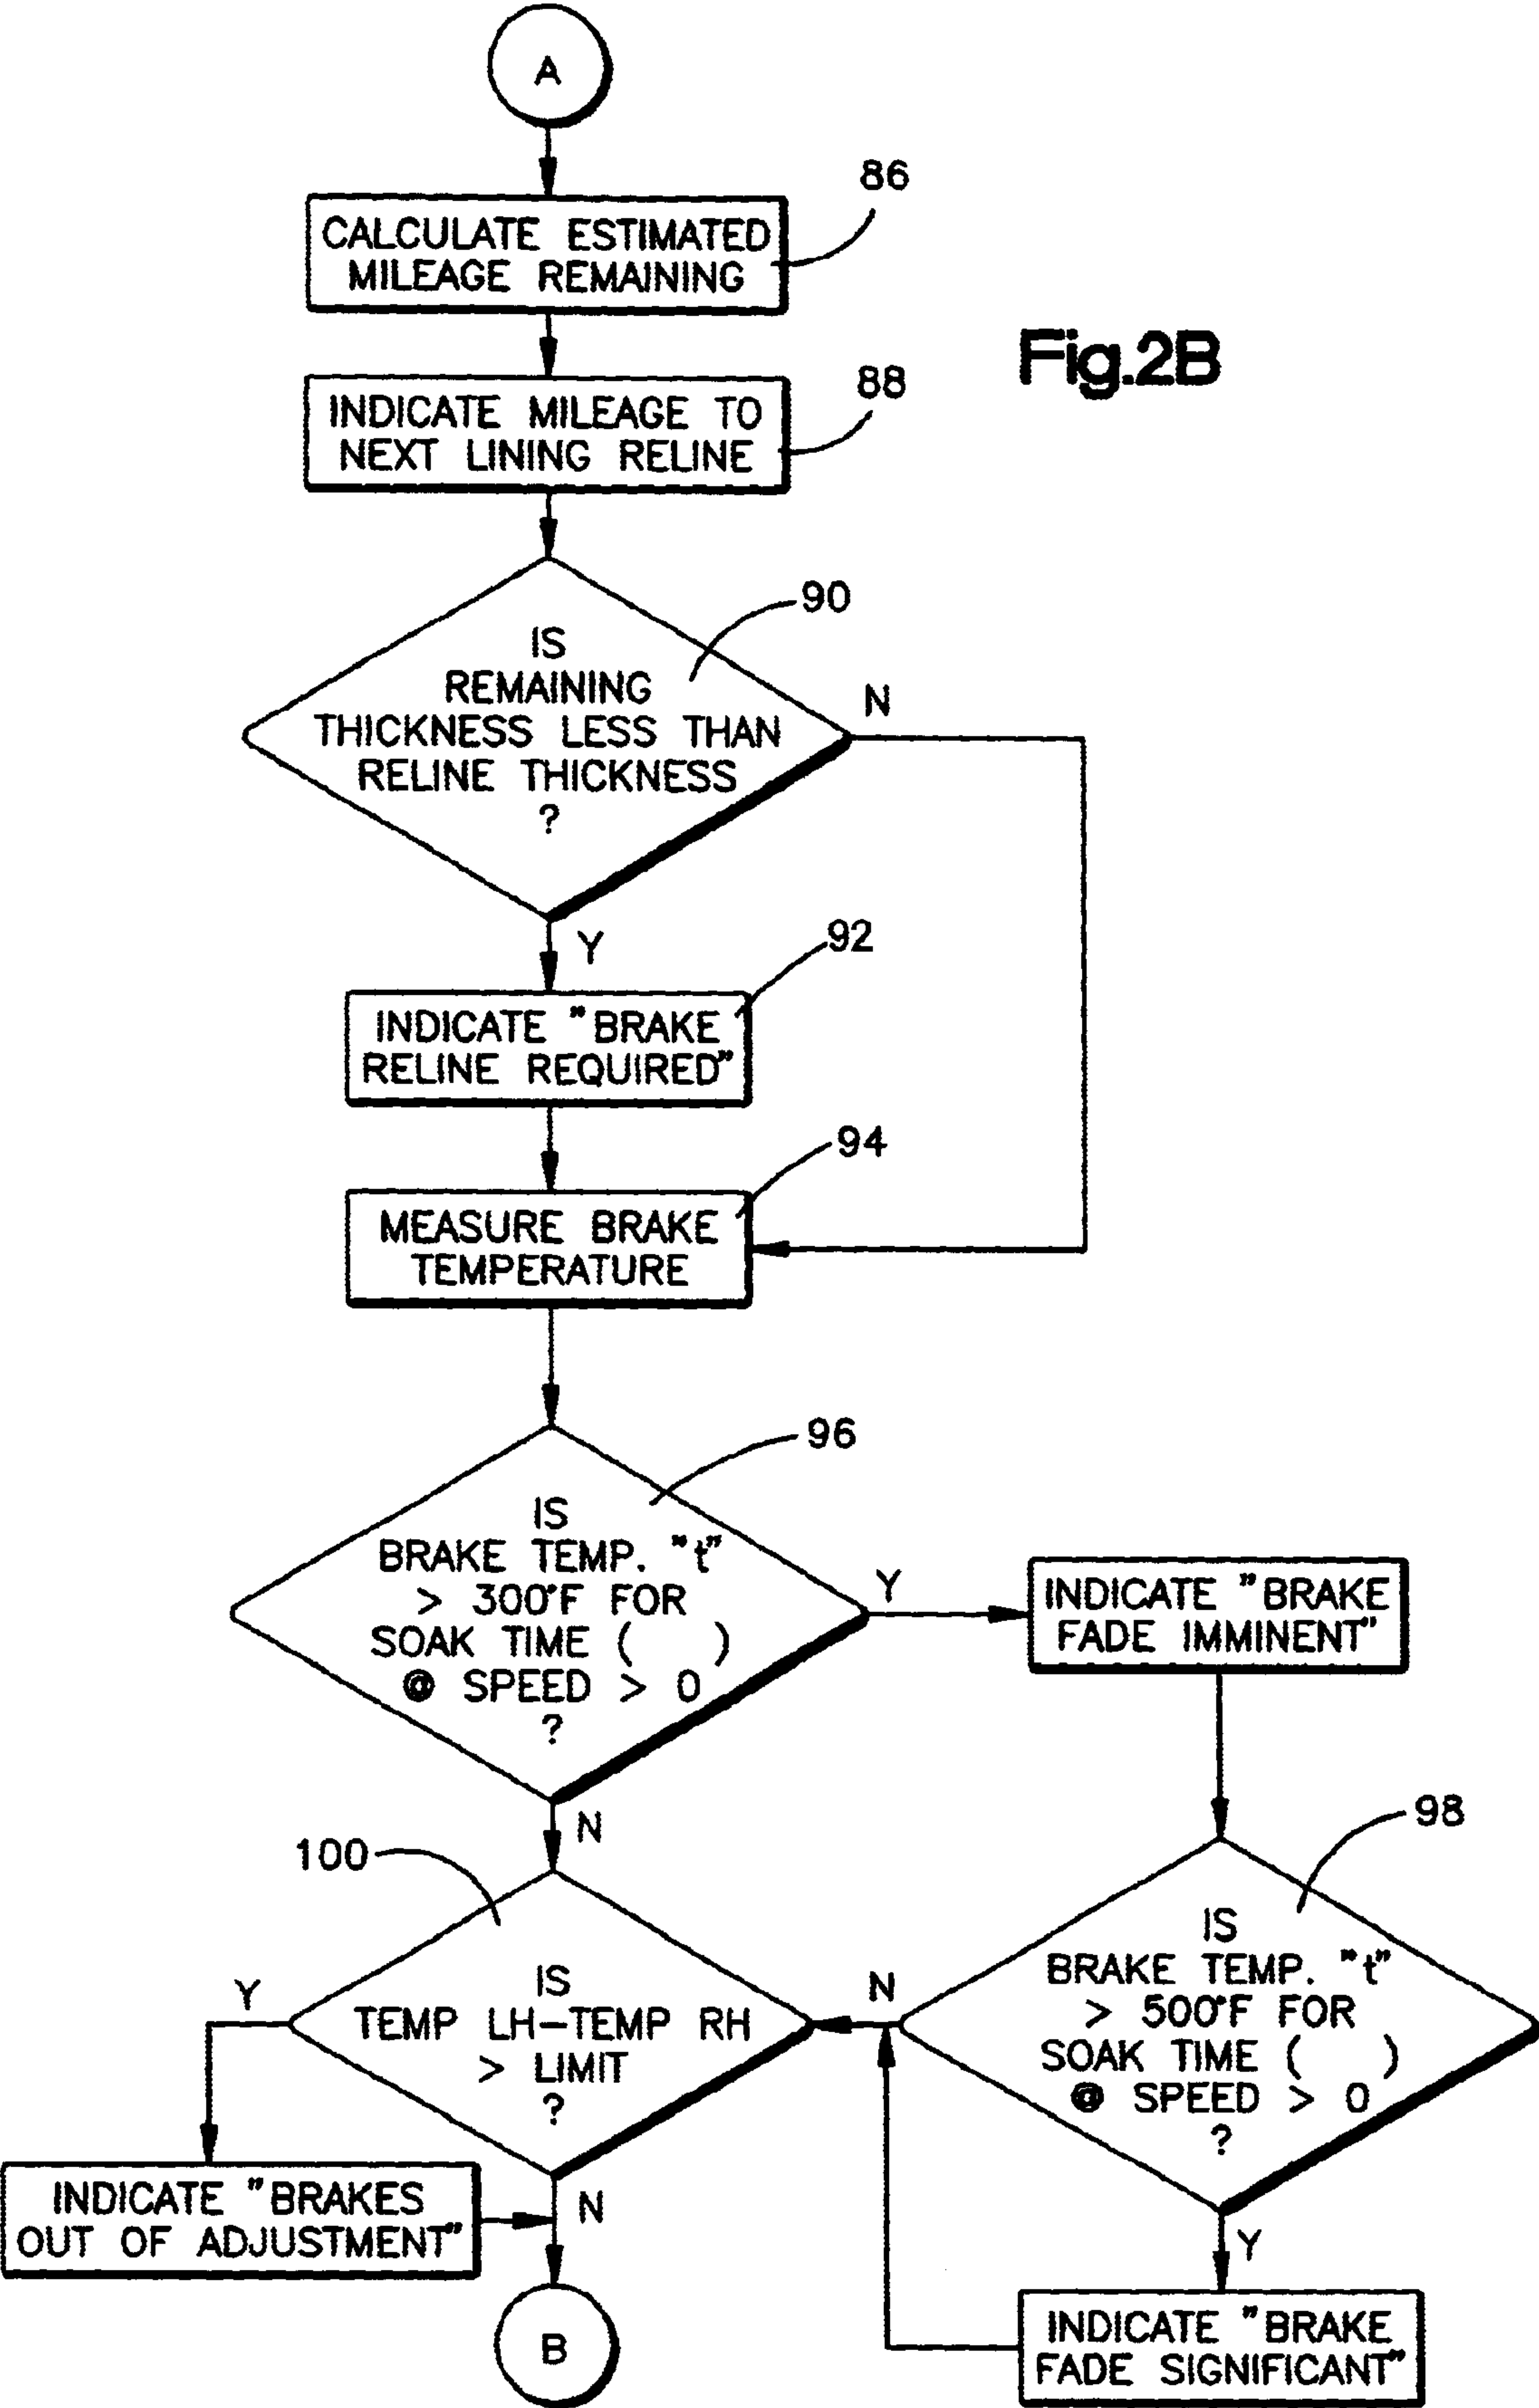 A
86
CALCULATE ESTIMATED
MILEAGE REMAINING
Fig.2B
88
INDICATE MILEAGE TO
NEXT LINING RELINE
90
IS
REMAINING
THICKNESS LESS THAN
RELINE THICKNESS
?
N
Y
92
INDICATE "BRAKE
RELINE REQUIRED"
94
MEASURE BRAKE
TEMPERATURE
96
IS
BRAKE TEMP. "t"
> 300°F FOR
SOAK TIME ( )
@ SPEED > 0
?
Y
INDICATE "BRAKE
FADE IMMINENT"
N
98
IS
BRAKE TEMP. "t"
> 500°F FOR
SOAK TIME ( )
@ SPEED > 0
?
N
Y
INDICATE "BRAKE
FADE SIGNIFICANT"
100
IS
TEMP LH-TEMP RH
> LIMIT
?
Y
INDICATE "BRAKES
OUT OF ADJUSTMENT"
N
B